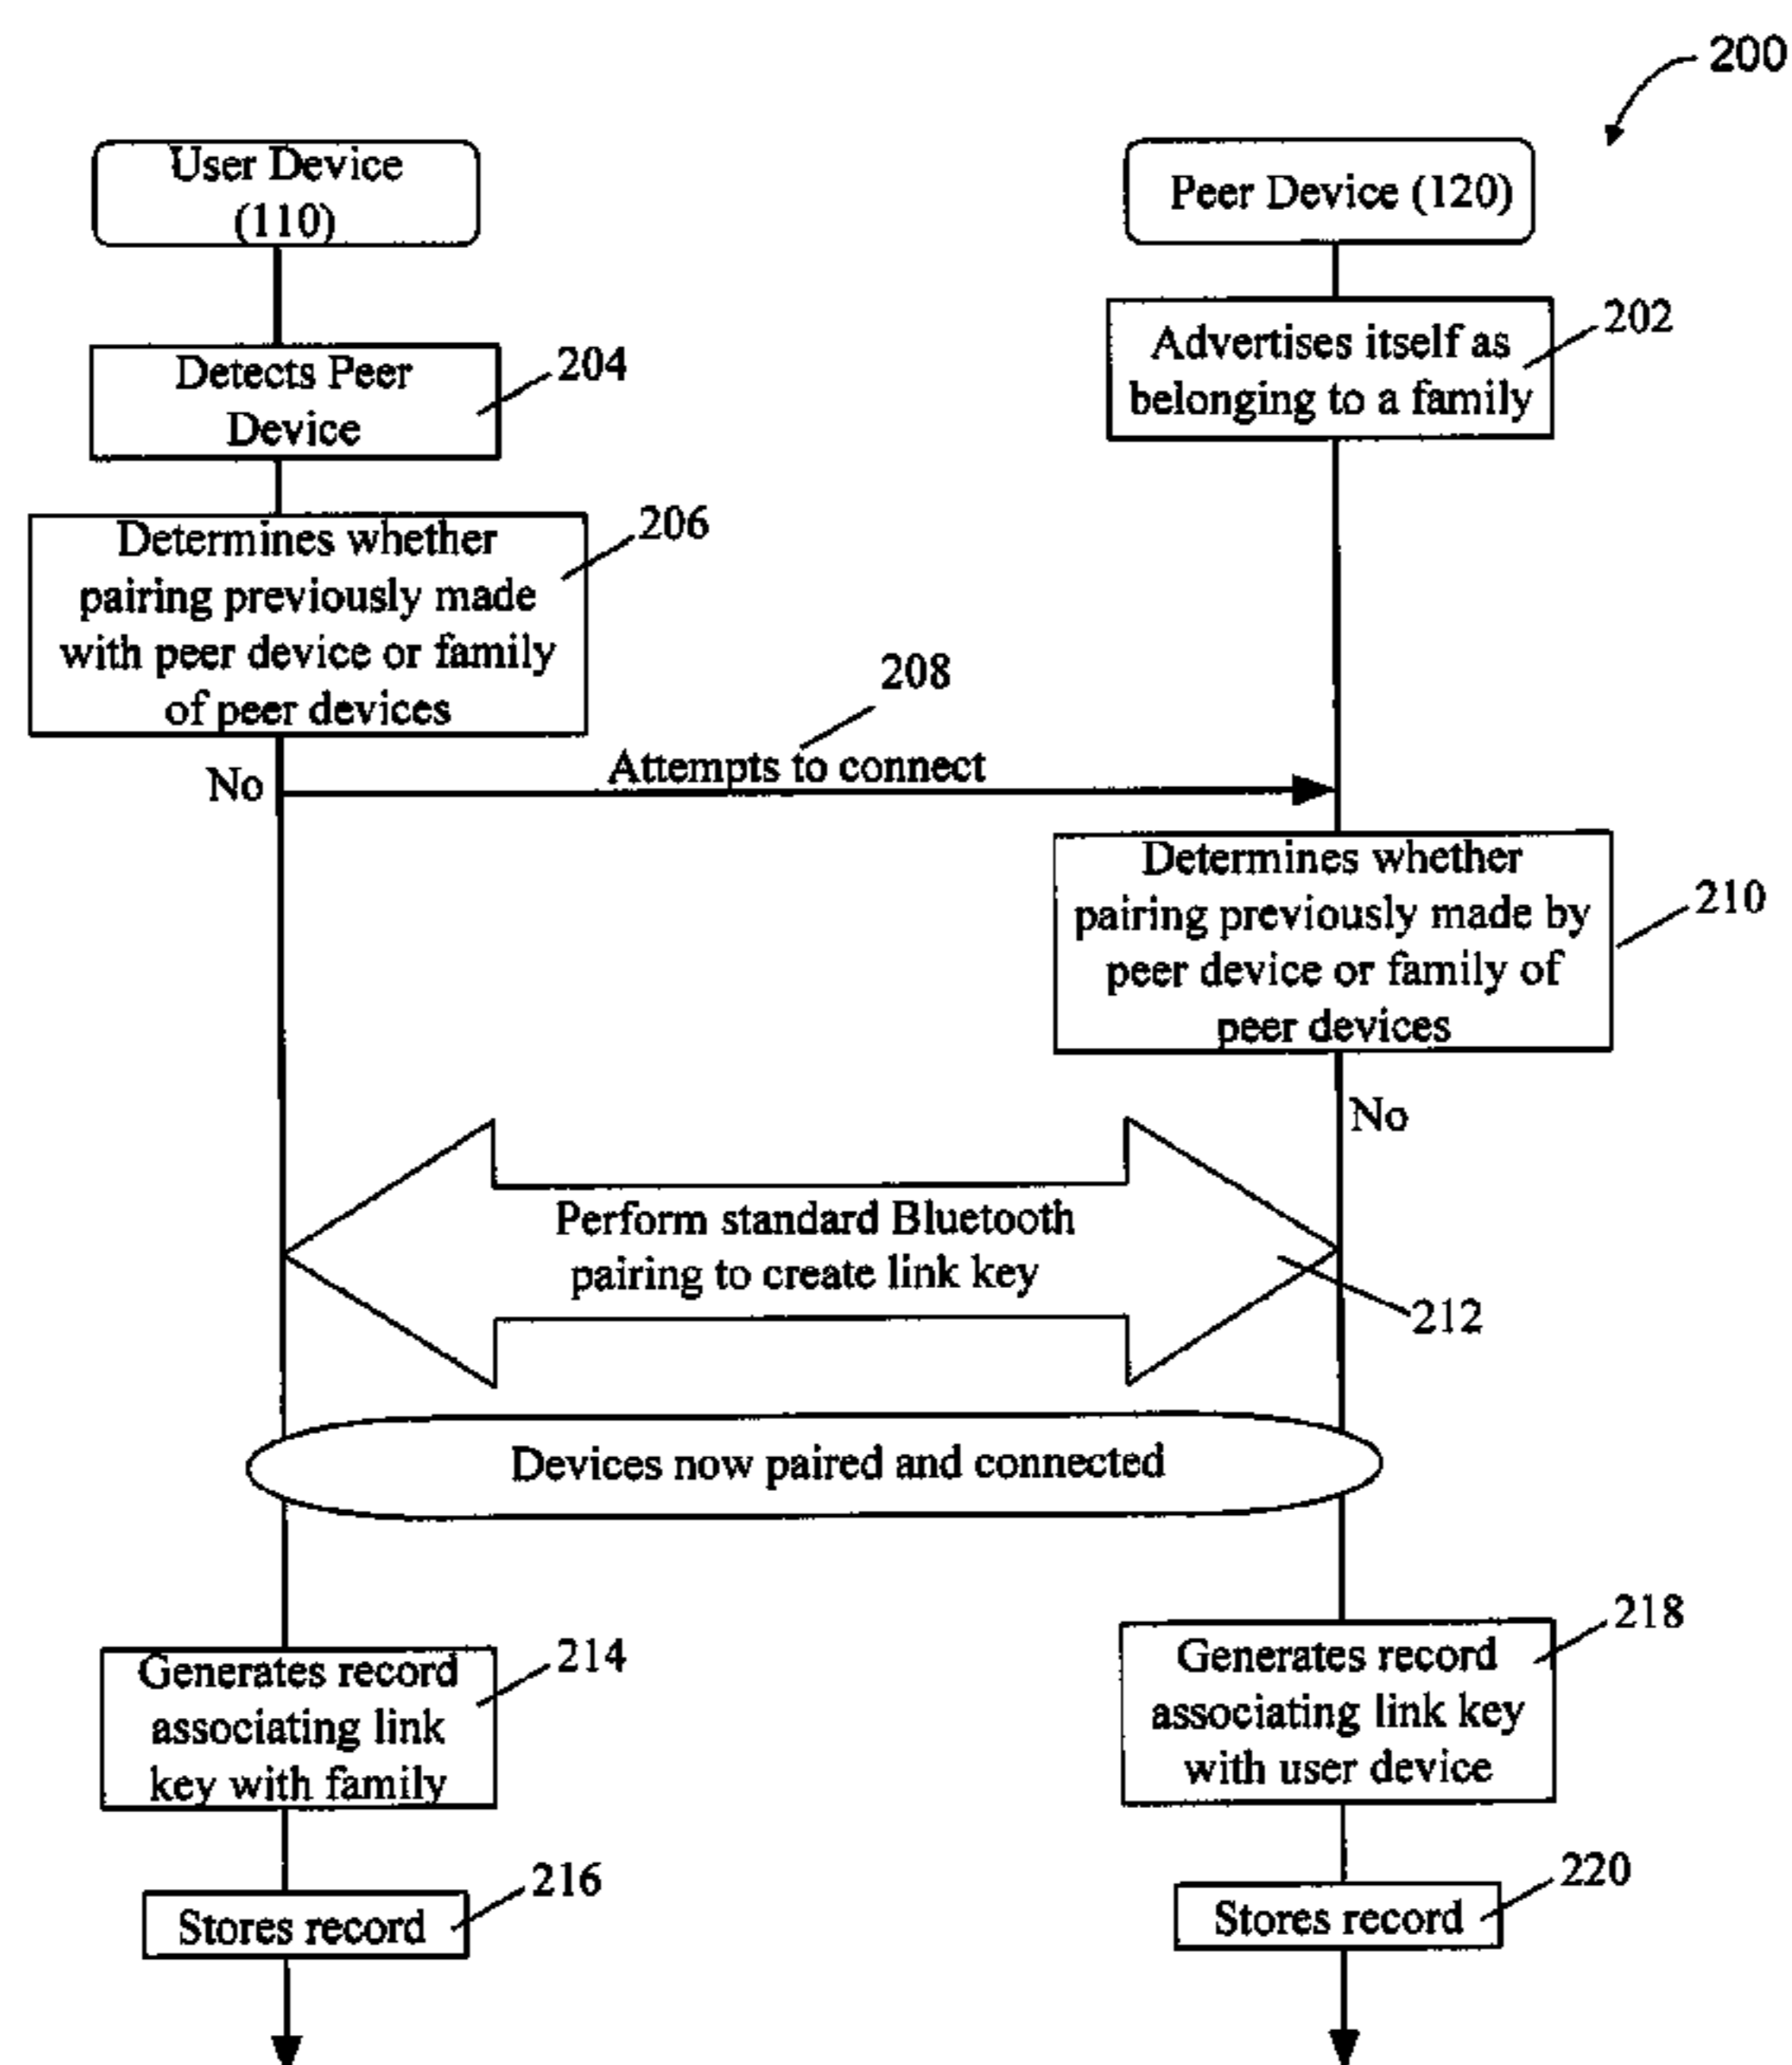 200
User Device
(110)
Peer Device (120)
Advertises itself as
belonging to a family
202
Detects Peer
Device
204
Determines whether
pairing previously made
with peer device or family
of peer devices
206
208
No
Attempts to connect
Determines whether
pairing previously made by
peer device or family of
peer devices
210
No
Perform standard Bluetooth
pairing to create link key
212
Devices now paired and connected
Generates record
associating link
key with family
214
Generates record
associating link key
with user device
218
Stores record
216
Stores record
220